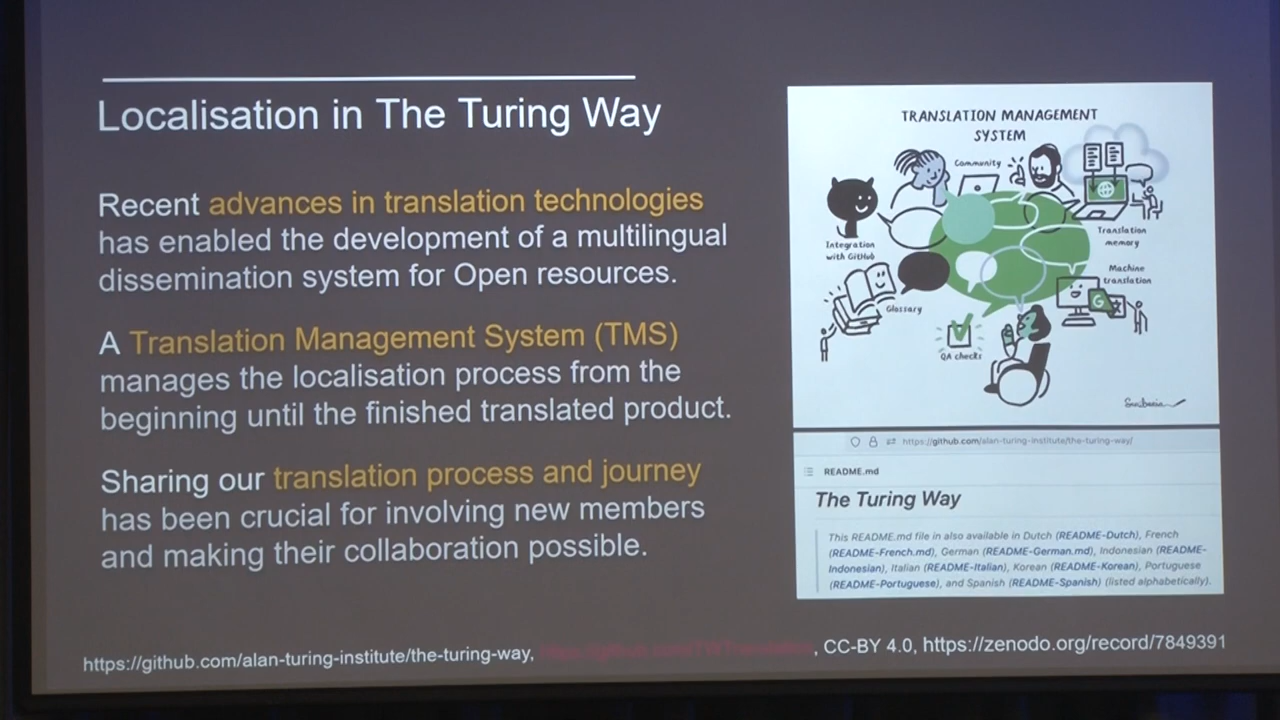 Localisation in The Turing Way
Recent advances in translation technologies
has enabled the development of a multilingual
dissemination system for Open resources.
A Translation Management System (TMS)
manages the localisation process from the
beginning until the finished translated product.
Sharing our translation process and journey
has been crucial for involving new members
and making their collaboration possible.
TRANSLATION MANAGEMENT
SYSTEM
Community
Integration
with GitHub
Translation
memory
Machine
translation
G
Glossary
QA checks
Scriberia
https://github.com/alan-turing-institute/the-turing-way/
README.md
The Turing Way
This README.md file in also available in Dutch (README-Dutch), French
(README-French.md), German (README-German.md), Indonesian (README-
Indonesian), Italian (README-Italian), Korean (README-Korean), Portuguese
(README-Portuguese), and Spanish (README-Spanish) (listed alphabetically).
https://github.com/alan-turing-institute/the-turing-way, , CC-BY 4.0, https://zenodo.org/record/7849391